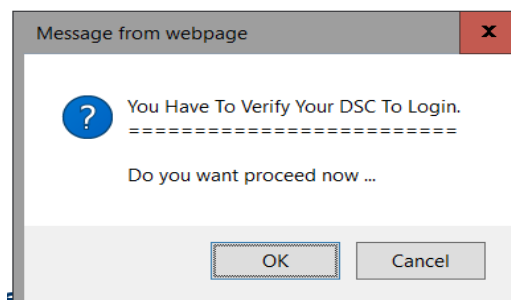 Message from webpage
x
?
You Have To Verify Your DSC To Login.
=========================
Do you want proceed now ...
OK
Cancel